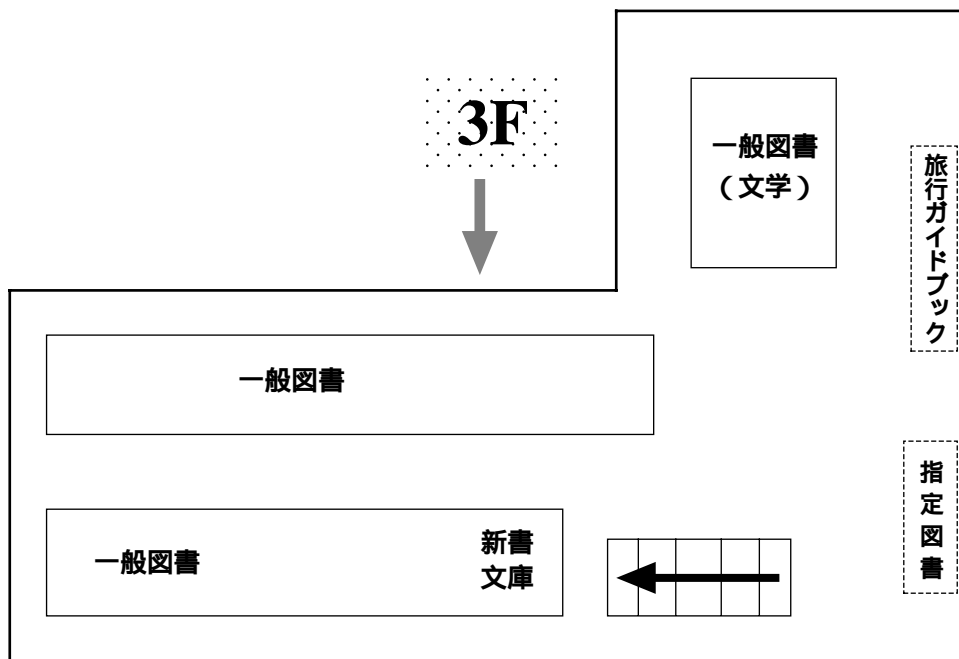 3F
一般図書
（文学）
旅行ガイドブック
一般図書
指定図書
一般図書
新書
文庫